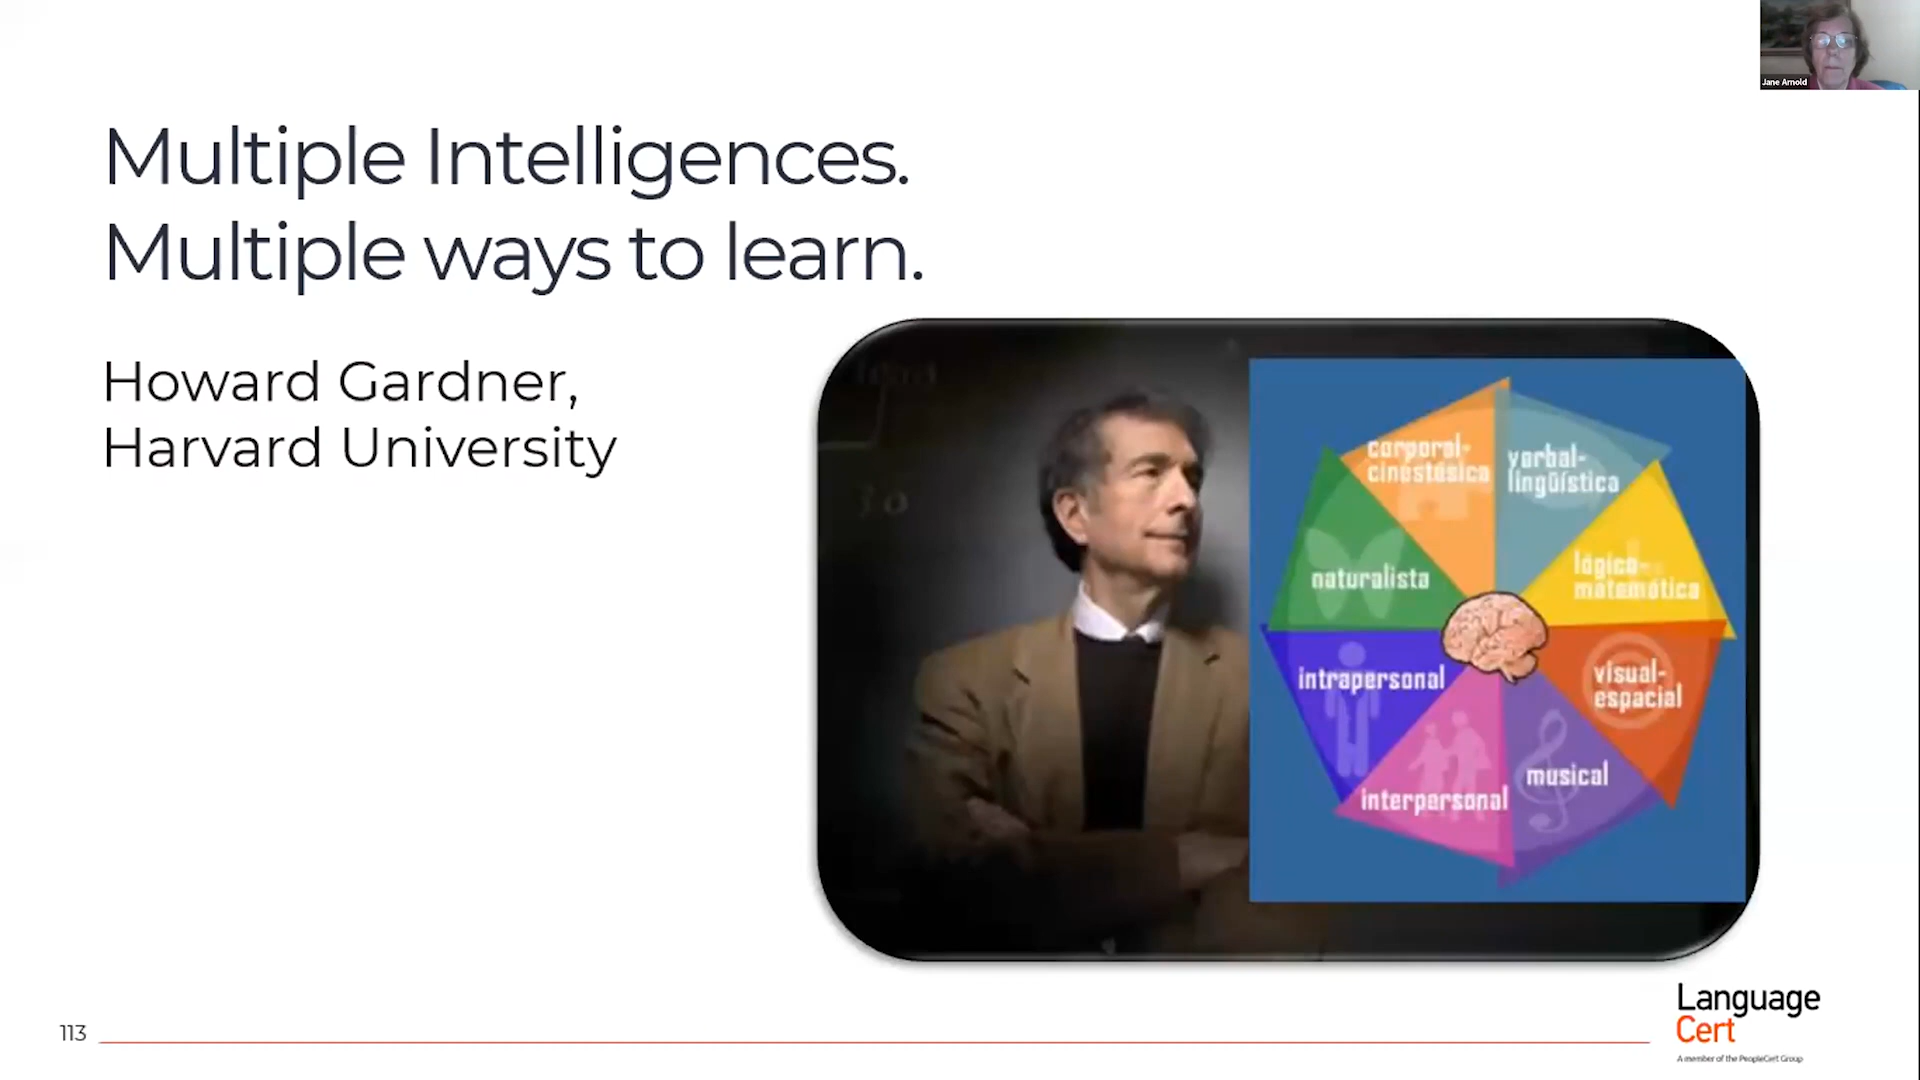 Jane Arnold
Multiple Intelligences.
Multiple ways to learn.
Howard Gardner,
Harvard University
corporal-
cinestésica
verbal-
lingüística
naturalista
lógica-
matemática
intrapersonal
visual-
espacial
interpersonal
musical
113
Language
Cert
A member of the PeopleCert Group